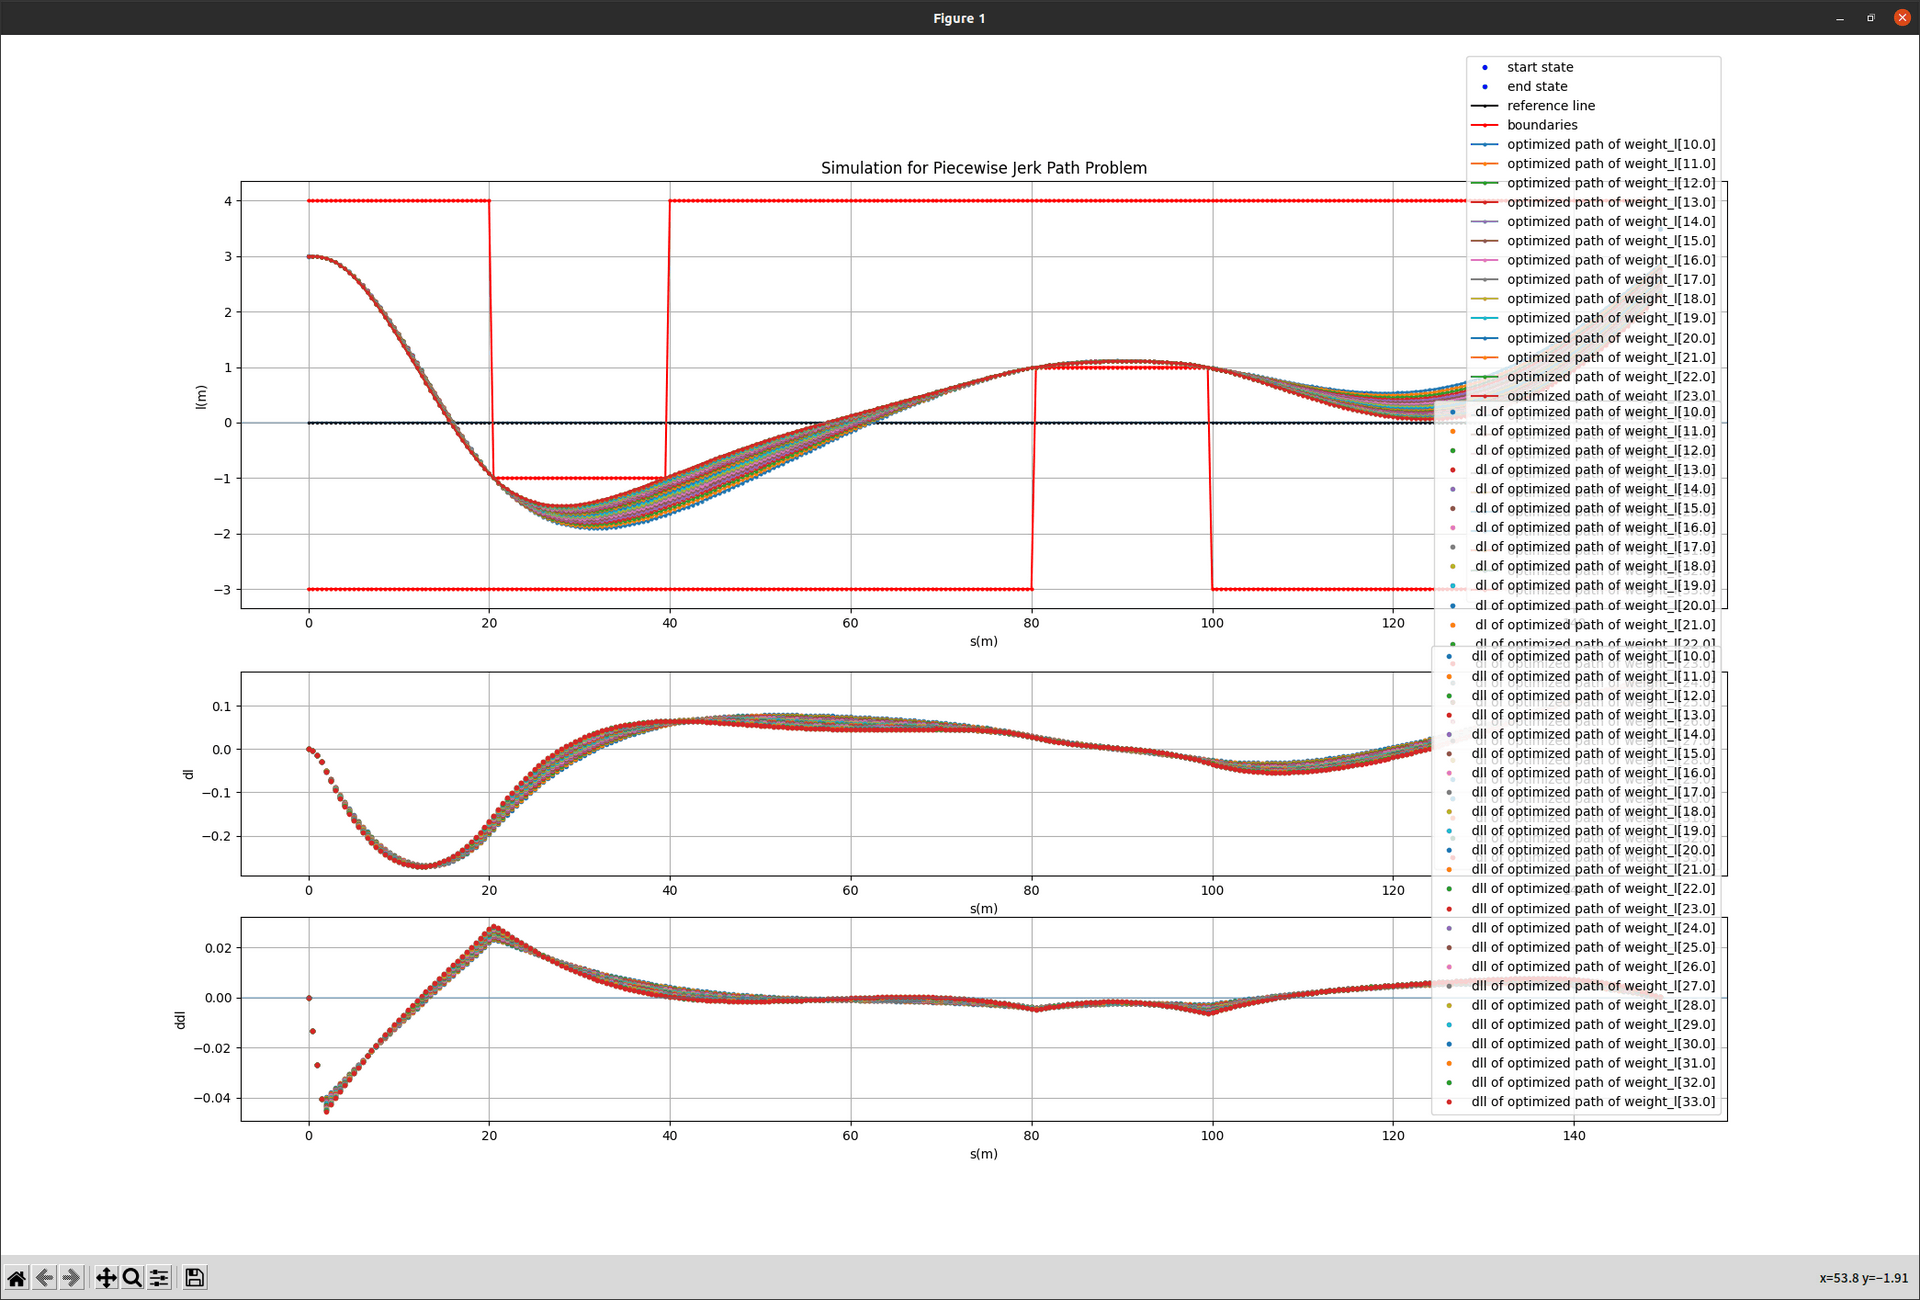 Figure 1
start state
end state
reference line
boundaries
optimized path of weight_l[10.0]
optimized path of weight_l[11.0]
optimized path of weight_l[12.0]
optimized path of weight_l[13.0]
optimized path of weight_l[14.0]
optimized path of weight_l[15.0]
optimized path of weight_l[16.0]
optimized path of weight_l[17.0]
optimized path of weight_l[18.0]
optimized path of weight_l[19.0]
optimized path of weight_l[20.0]
optimized path of weight_l[21.0]
optimized path of weight_l[22.0]
optimized path of weight_l[23.0]
Simulation for Piecewise Jerk Path Problem
4
3
2
1
0
−1
−2
−3
l(m)
0 20 40 60 80 100 120
s(m)
dl of optimized path of weight_l[10.0]
dl of optimized path of weight_l[11.0]
dl of optimized path of weight_l[12.0]
dl of optimized path of weight_l[13.0]
dl of optimized path of weight_l[14.0]
dl of optimized path of weight_l[15.0]
dl of optimized path of weight_l[16.0]
dl of optimized path of weight_l[17.0]
dl of optimized path of weight_l[18.0]
dl of optimized path of weight_l[19.0]
dl of optimized path of weight_l[20.0]
dl of optimized path of weight_l[21.0]
dl of optimized path of weight_l[22.0]
0.1
0.0
−0.1
−0.2
dl
0 20 40 60 80 100 120
s(m)
dll of optimized path of weight_l[10.0]
dll of optimized path of weight_l[11.0]
dll of optimized path of weight_l[12.0]
dll of optimized path of weight_l[13.0]
dll of optimized path of weight_l[14.0]
dll of optimized path of weight_l[15.0]
dll of optimized path of weight_l[16.0]
dll of optimized path of weight_l[17.0]
dll of optimized path of weight_l[18.0]
dll of optimized path of weight_l[19.0]
dll of optimized path of weight_l[20.0]
dll of optimized path of weight_l[21.0]
dll of optimized path of weight_l[22.0]
dll of optimized path of weight_l[23.0]
dll of optimized path of weight_l[24.0]
dll of optimized path of weight_l[25.0]
dll of optimized path of weight_l[26.0]
dll of optimized path of weight_l[27.0]
dll of optimized path of weight_l[28.0]
dll of optimized path of weight_l[29.0]
dll of optimized path of weight_l[30.0]
dll of optimized path of weight_l[31.0]
dll of optimized path of weight_l[32.0]
dll of optimized path of weight_l[33.0]
0.02
0.00
−0.02
−0.04
ddl
0 20 40 60 80 100 120 140
s(m)
x=53.8 y=−1.91